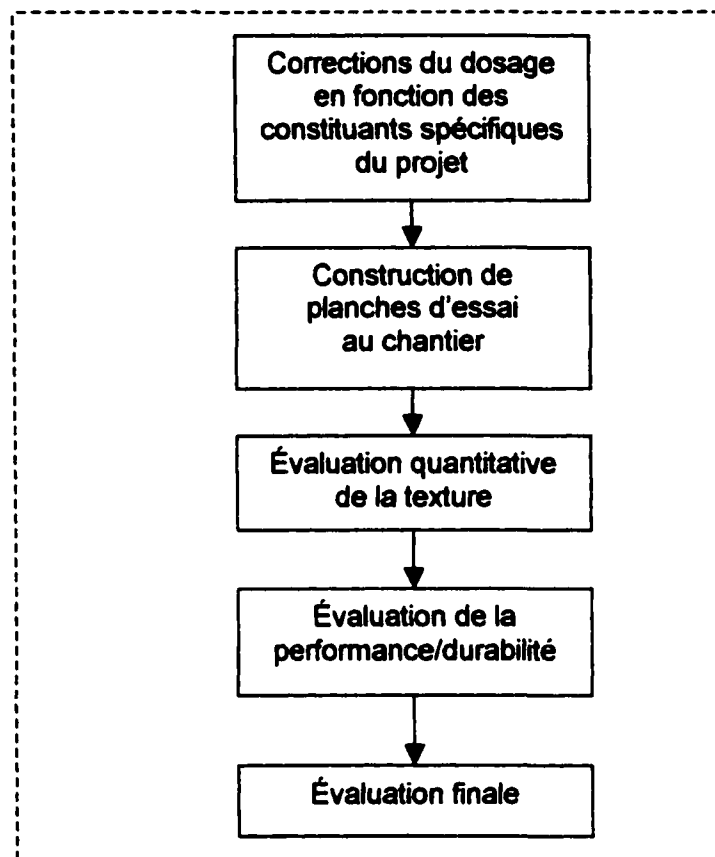 Corrections du dosage
en fonction des
constituants spécifiques
du projet
Construction de
planches d'essai
au chantier
Évaluation quantitative
de la texture
Évaluation de la
performance/durabilité
Évaluation finale